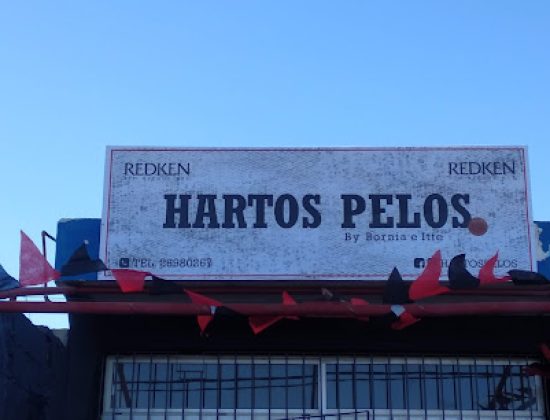 REDKEN
REDKEN
HARTOS PELOS
By Bornia e Itte
TEL. 26980267